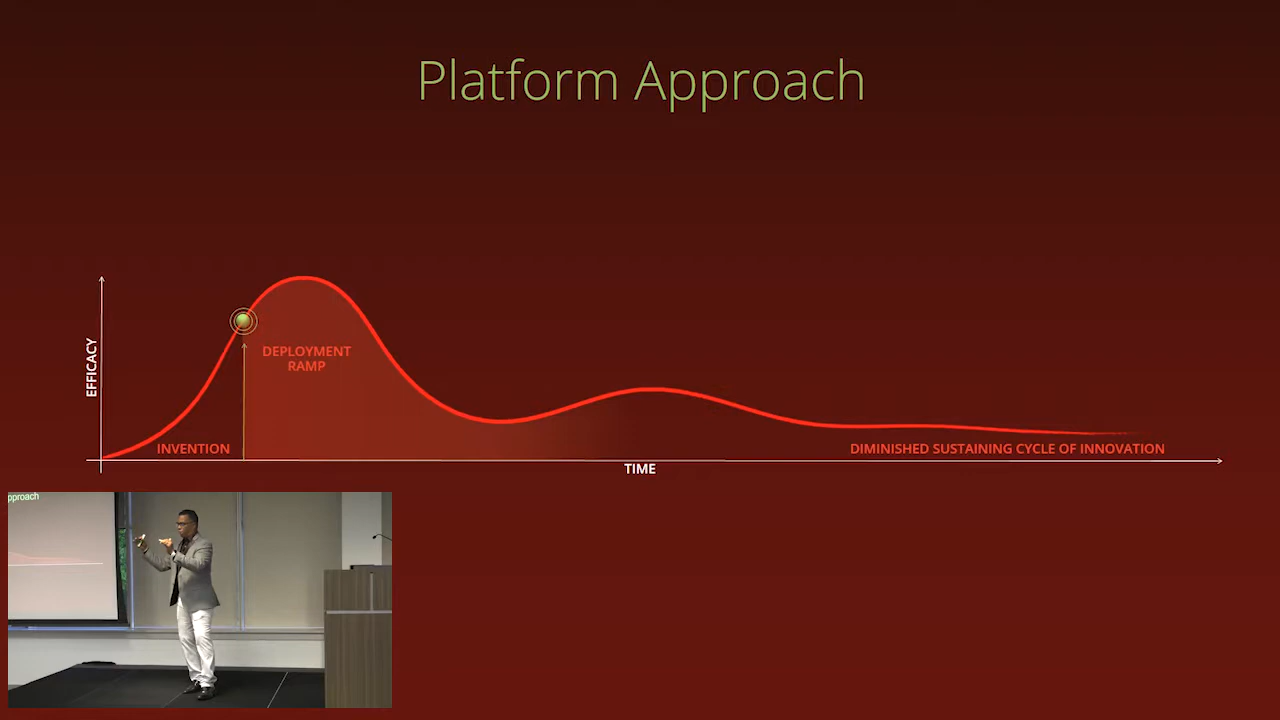 Platform Approach
EFFICACY
DEPLOYMENT
RAMP
INVENTION
DIMINISHED SUSTAINING CYCLE OF INNOVATION
TIME
pproach